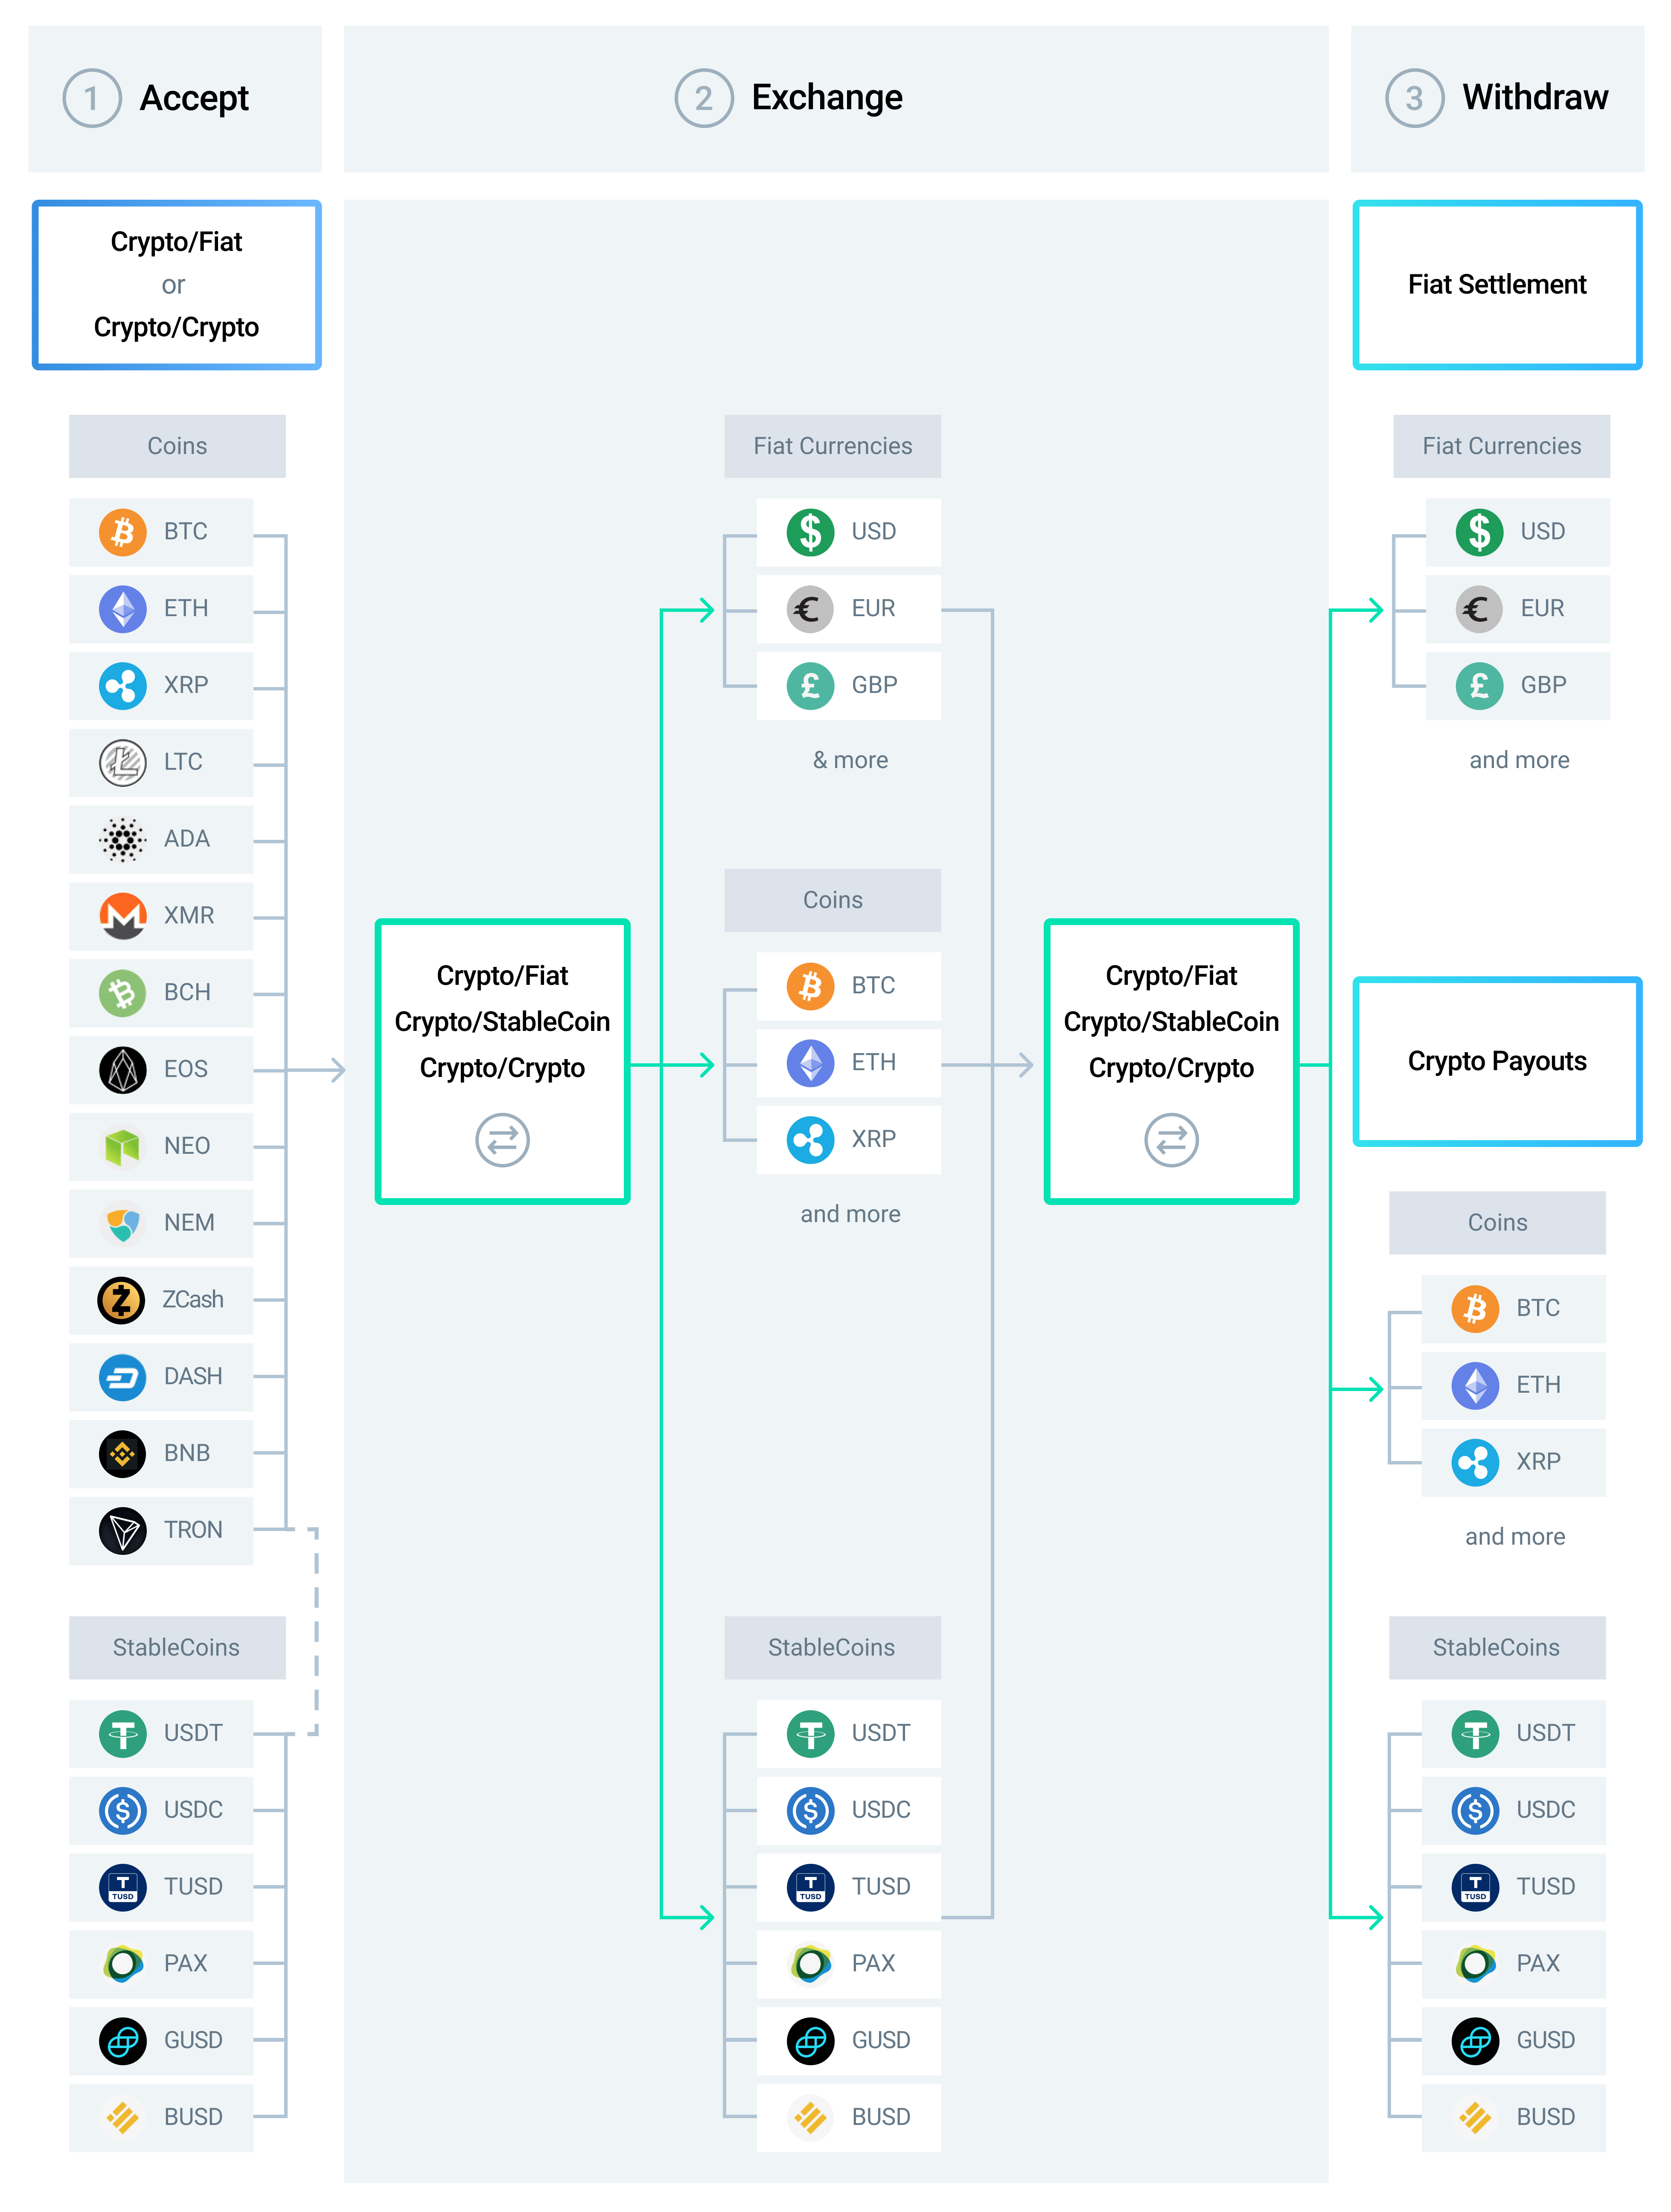 1 Accept
2 Exchange
3 Withdraw
Crypto/Fiat
or
Crypto/Crypto
Coins
BTC
ETH
XRP
LTC
ADA
XMR
BCH
EOS
NEO
NEM
ZCash
DASH
BNB
TRON
StableCoins
USDT
USDC
TUSD
TUSD
PAX
GUSD
BUSD
Crypto/Fiat
Crypto/StableCoin
Crypto/Crypto
Fiat Currencies
$ USD
€ EUR
£ GBP
& more
Coins
BTC
ETH
XRP
and more
StableCoins
USDT
USDC
TUSD
TUSD
PAX
GUSD
BUSD
Crypto/Fiat
Crypto/StableCoin
Crypto/Crypto
Fiat Settlement
Fiat Currencies
$ USD
€ EUR
£ GBP
and more
Crypto Payouts
Coins
BTC
ETH
XRP
and more
StableCoins
USDT
USDC
TUSD
TUSD
PAX
GUSD
BUSD